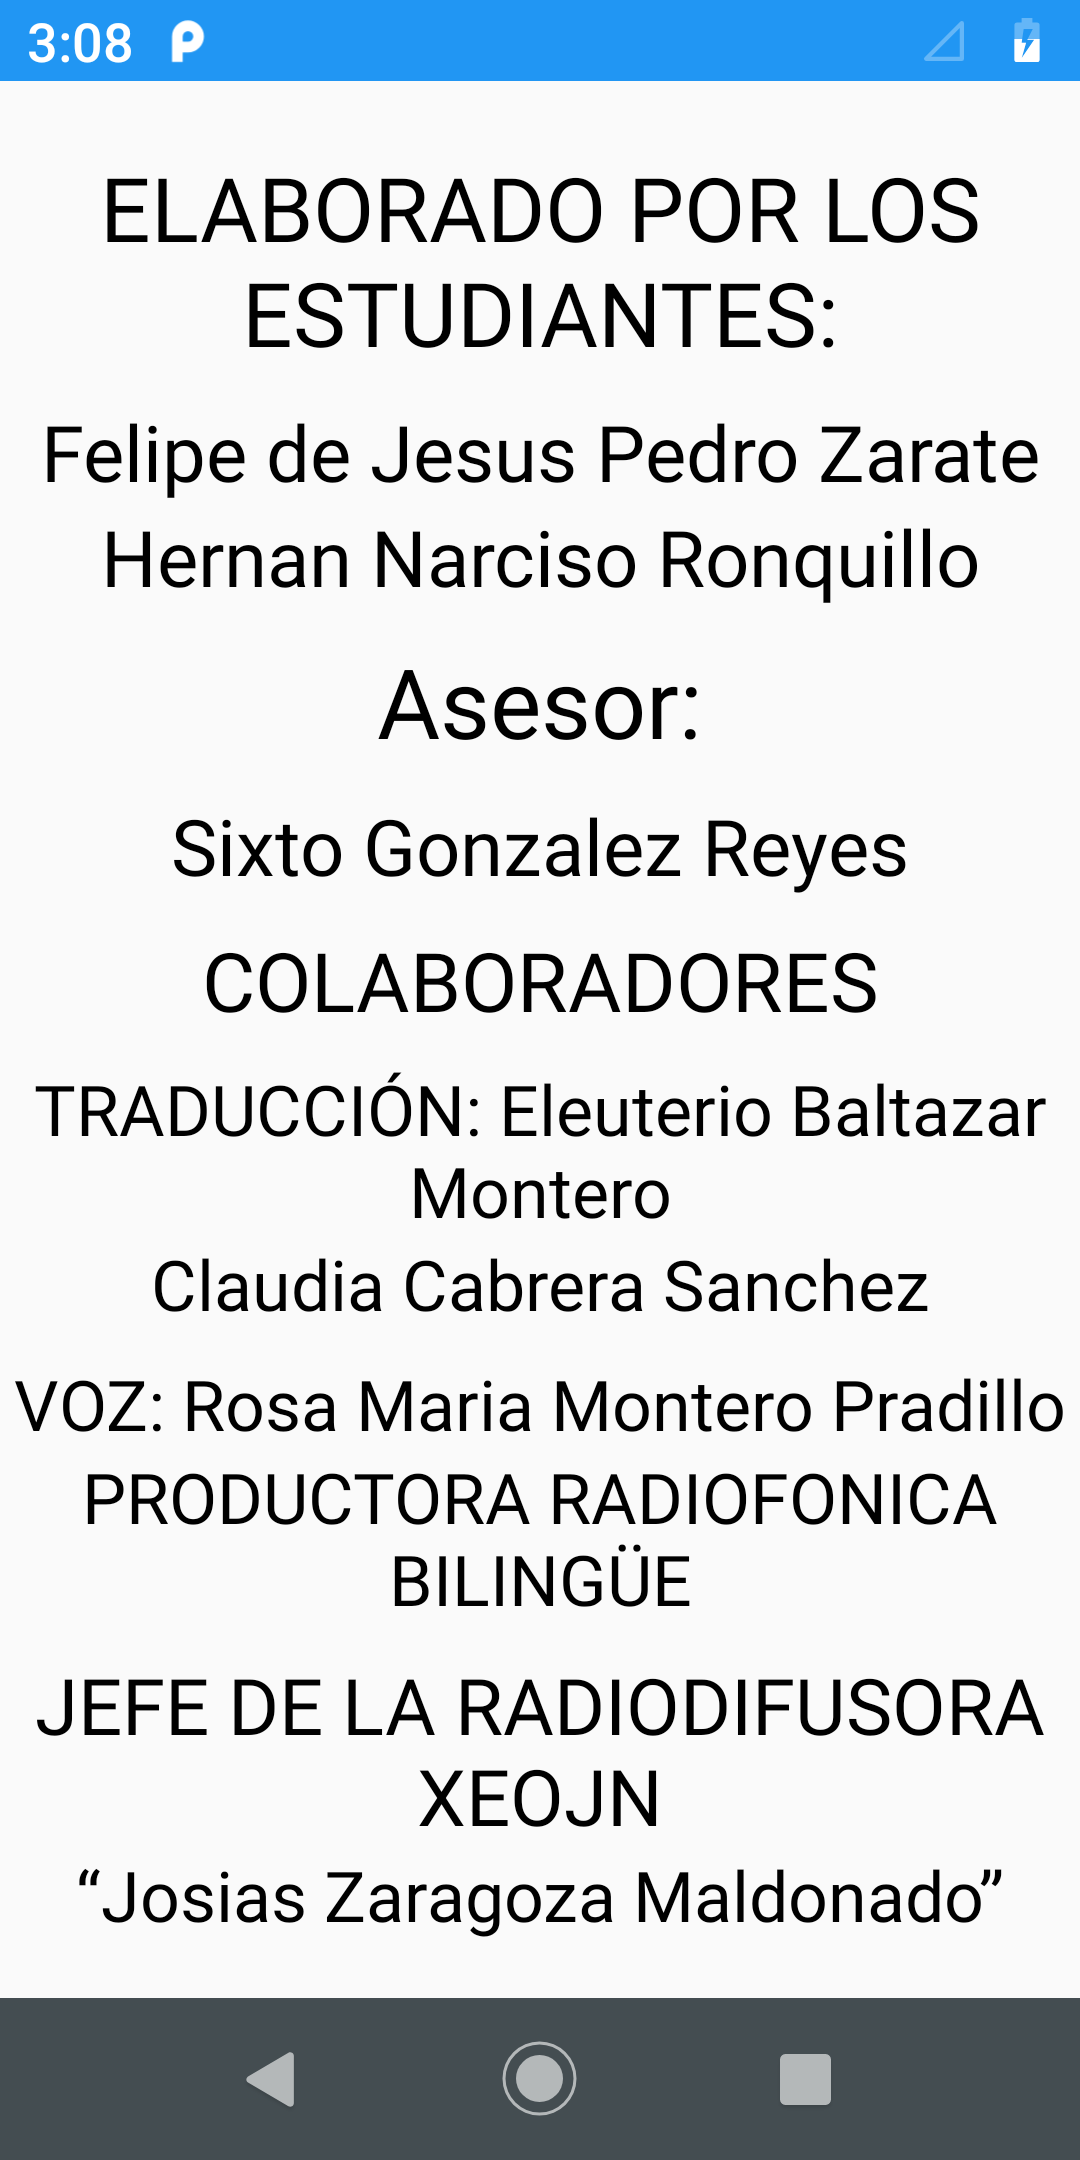 3:08
ELABORADO POR LOS
ESTUDIANTES:
Felipe de Jesus Pedro Zarate
Hernan Narciso Ronquillo
Asesor:
Sixto Gonzalez Reyes
COLABORADORES
TRADUCCIÓN: Eleuterio Baltazar
Montero
Claudia Cabrera Sanchez
VOZ: Rosa Maria Montero Pradillo
PRODUCTORA RADIOFONICA
BILINGÜE
JEFE DE LA RADIODIFUSORA
XEOJN
“Josias Zaragoza Maldonado”